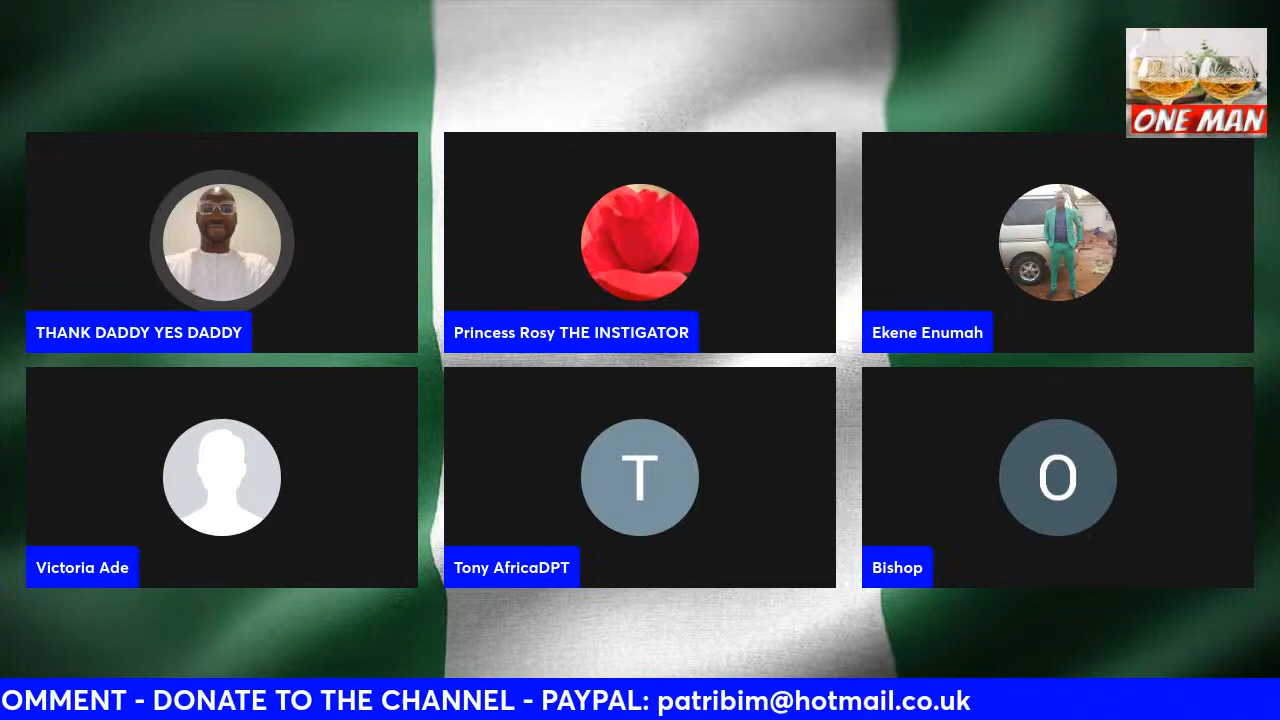 ONE MAN
THANK DADDY YES DADDY
Princess Rosy THE INSTIGATOR
Ekene Enumah
Victoria Ade
T
Tony AfricaDPT
O
Bishop
OMMENT - DONATE TO THE CHANNEL - PAYPAL: patribim@hotmail.co.uk